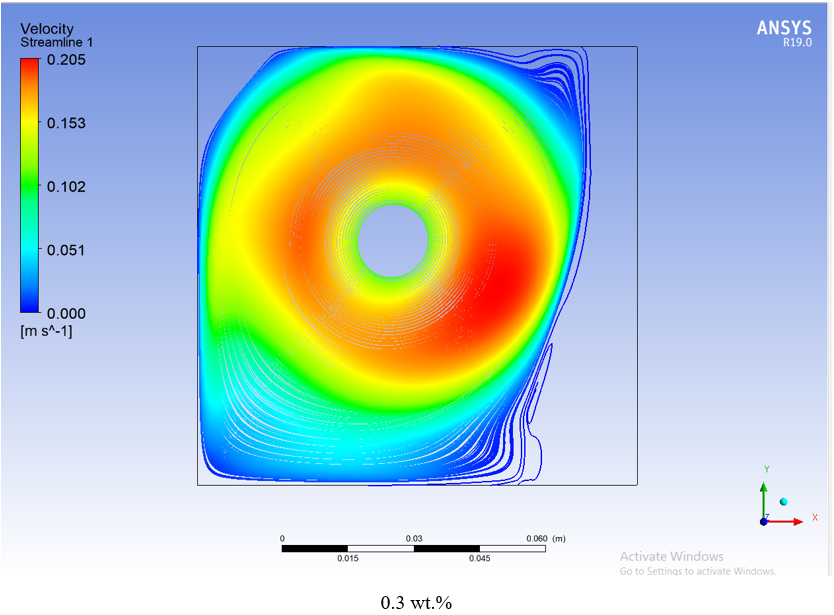 Velocity
Streamline 1
ANSYS
R19.0
0.205
0.153
0.102
0.051
0.000
[m s^-1]
Y
Z
X
0 0.03 0.060 (m)
0.015 0.045
Activate Windows
Go to Settings to activate Windows.
0.3 wt.%